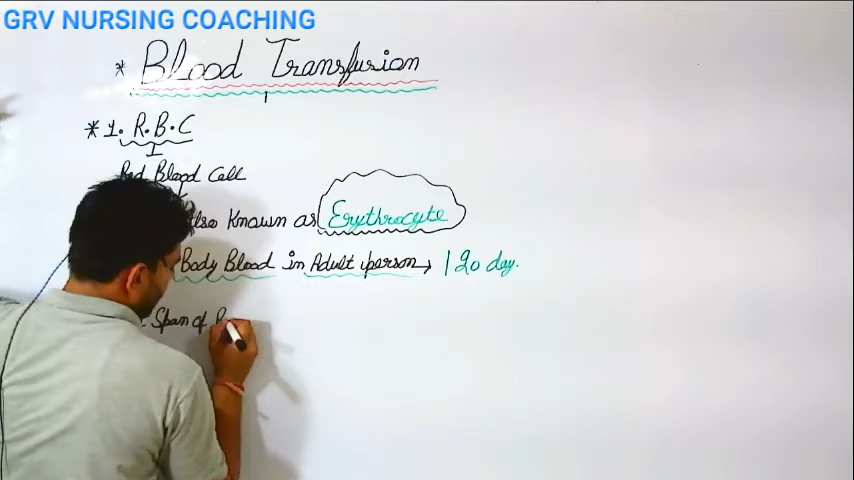 GRV NURSING COACHING
* Blood Transfusion
* 1. R.B.C
Red Blood Cell
Also Known as Erythrocyte
Body Blood in Adult person → 120 day.
Span of